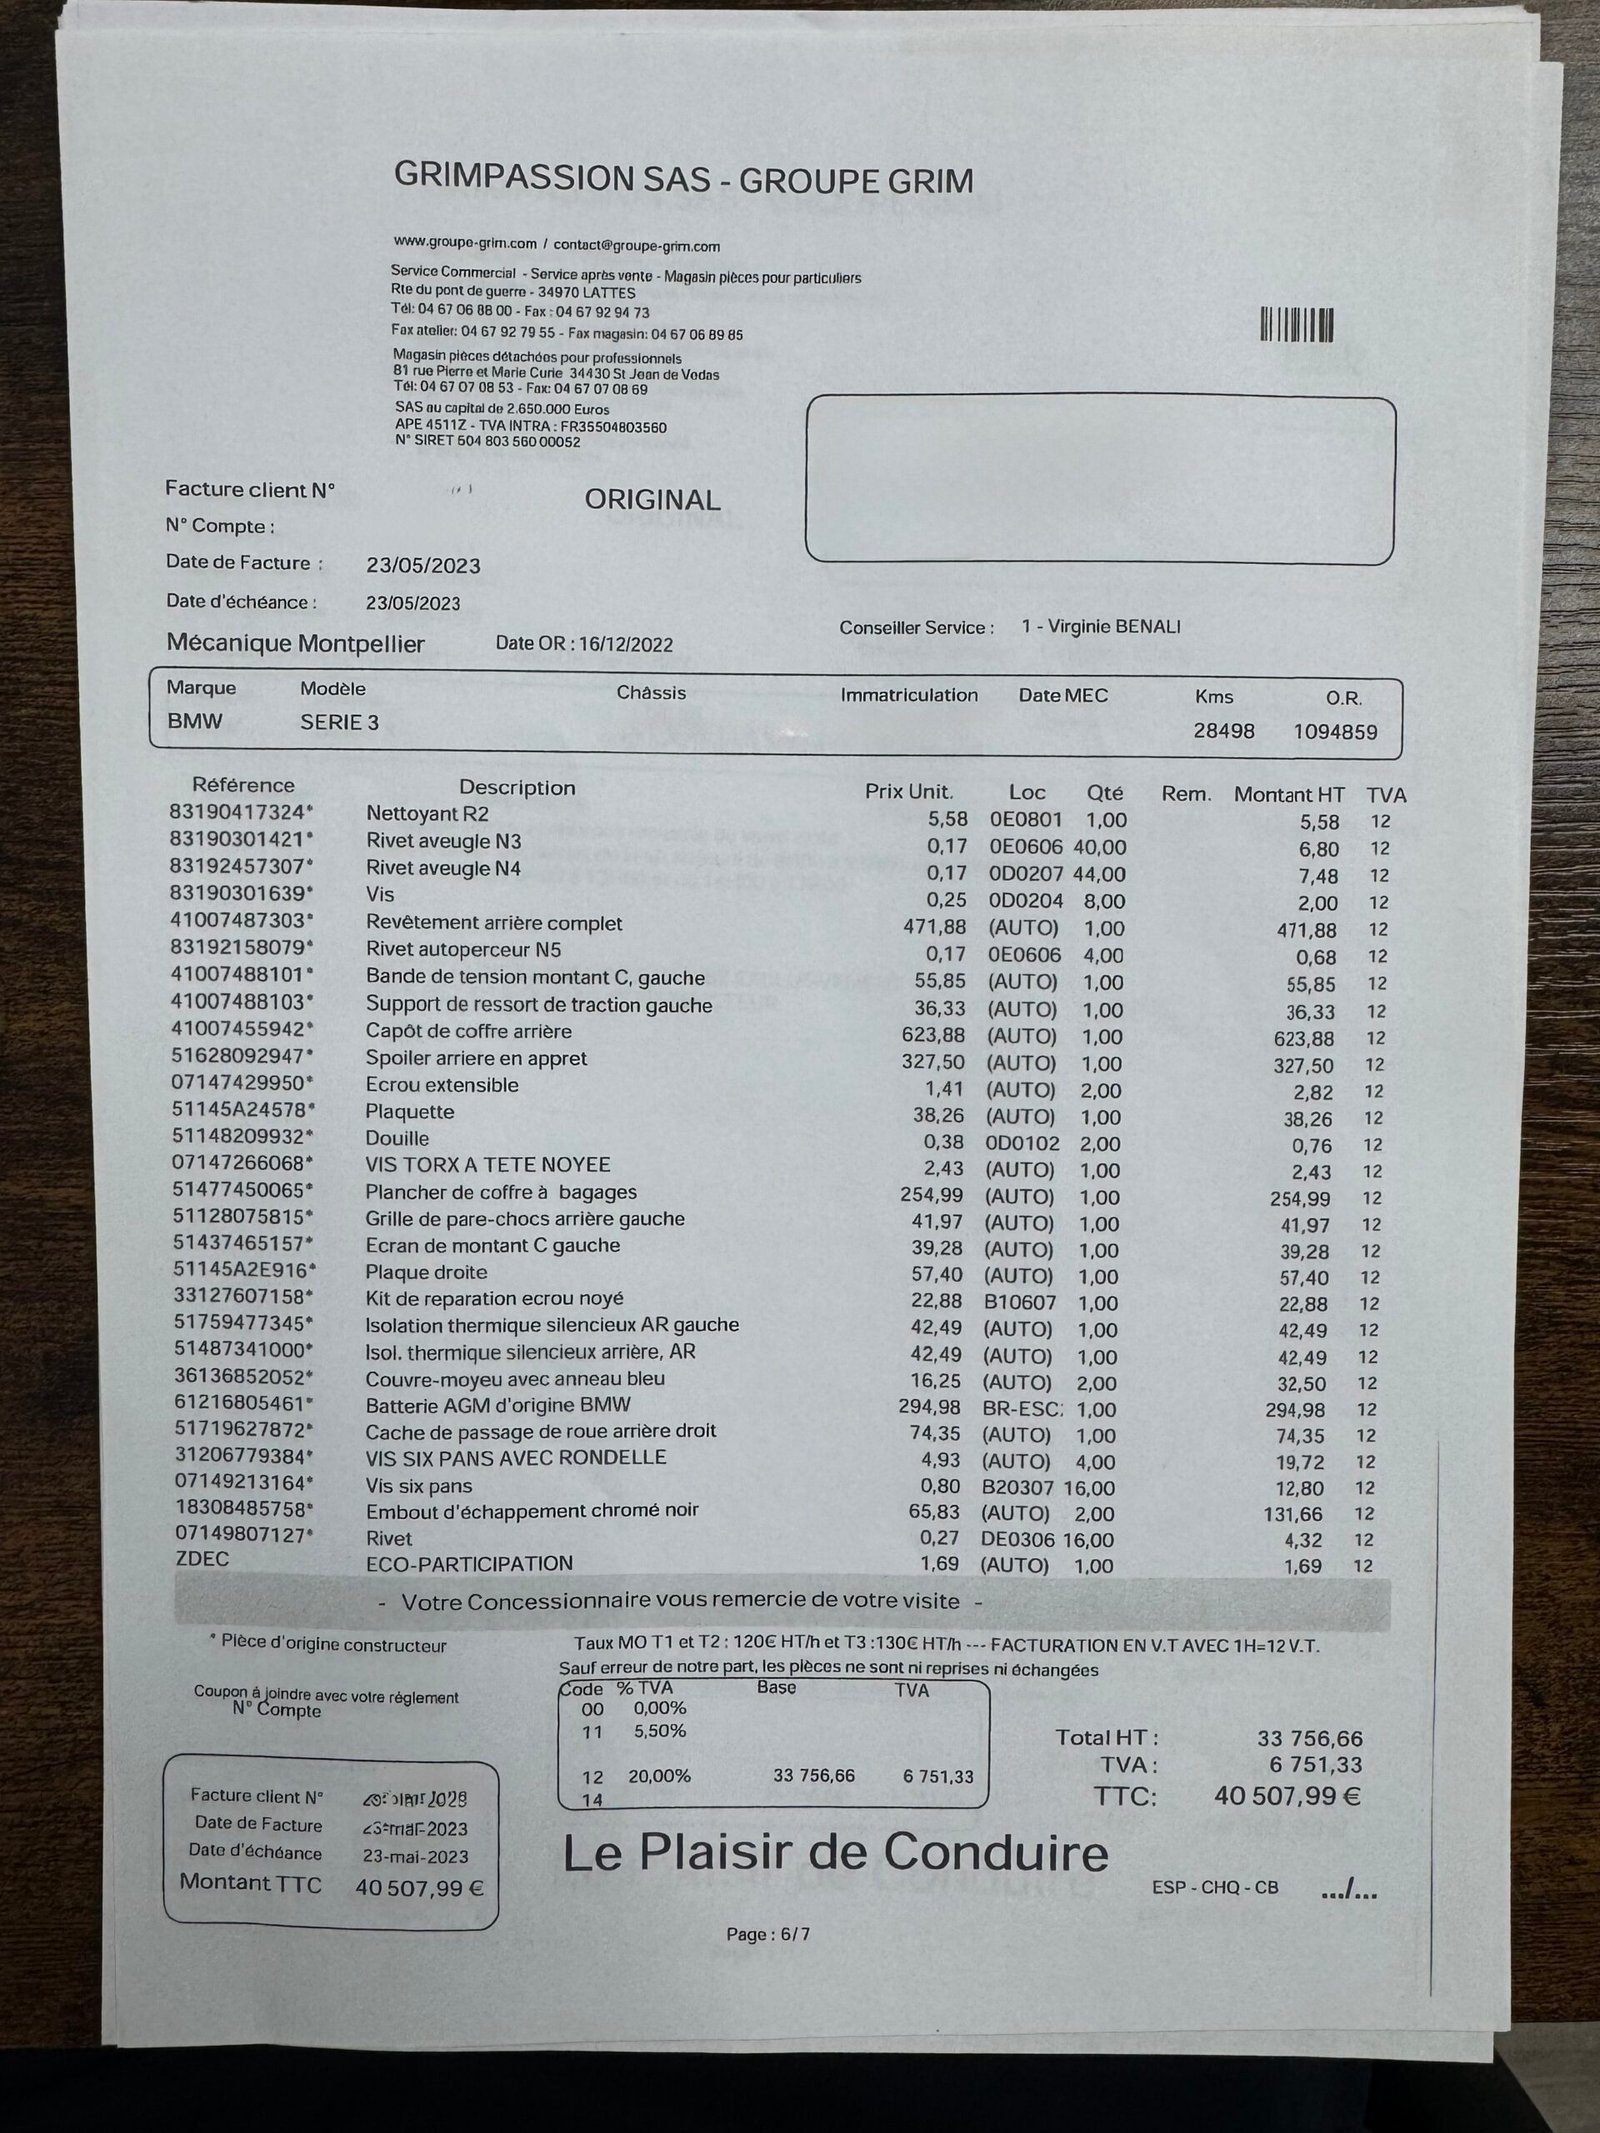 GRIMPASSION SAS - GROUPE GRIM
www.groupe-grim.com / contact@groupe-grim.com
Service Commercial - Service après vente - Magasin pièces pour particuliers
Rte du pont de guerre - 34970 LATTES
Tél: 04 67 06 88 00 - Fax : 04 67 92 94 73
Fax atelier: 04 67 92 79 55 - Fax magasin: 04 67 06 89 85
Magasin pièces détachées pour professionnels
81 rue Pierre et Marie Curie 34430 St Jean de Vedas
Tél: 04 67 07 08 53 - Fax: 04 67 07 08 69
SAS au capital de 2.650.000 Euros
APE 4511Z - TVA INTRA : FR35504803560
N° SIRET 504 803 560 00052
Facture client N°
ORIGINAL
N° Compte :
Date de Facture : 23/05/2023
Date d'échéance : 23/05/2023
Conseiller Service : 1 - Virginie BENALI
Mécanique Montpellier Date OR : 16/12/2022
Marque Modèle Châssis Immatriculation Date MEC Kms O.R.
BMW SERIE 3 28498 1094859
Référence Description Prix Unit. Loc Qté Rem. Montant HT TVA
83190417324* Nettoyant R2 5,58 0E0801 1,00 5,58 12
83190301421* Rivet aveugle N3 0,17 0E0606 40,00 6,80 12
83192457307* Rivet aveugle N4 0,17 0D0207 44,00 7,48 12
83190301639* Vis 0,25 0D0204 8,00 2,00 12
41007487303* Revêtement arrière complet 471,88 (AUTO) 1,00 471,88 12
83192158079* Rivet autoperceur N5 0,17 0E0606 4,00 0,68 12
41007488101* Bande de tension montant C, gauche 55,85 (AUTO) 1,00 55,85 12
41007488103* Support de ressort de traction gauche 36,33 (AUTO) 1,00 36,33 12
41007455942* Capôt de coffre arrière 623,88 (AUTO) 1,00 623,88 12
51628092947* Spoiler arriere en appret 327,50 (AUTO) 1,00 327,50 12
07147429950* Ecrou extensible 1,41 (AUTO) 2,00 2,82 12
51145A24578* Plaquette 38,26 (AUTO) 1,00 38,26 12
51148209932* Douille 0,38 0D0102 2,00 0,76 12
07147266068* VIS TORX A TETE NOYEE 2,43 (AUTO) 1,00 2,43 12
51477450065* Plancher de coffre à bagages 254,99 (AUTO) 1,00 254,99 12
51128075815* Grille de pare-chocs arrière gauche 41,97 (AUTO) 1,00 41,97 12
51437465157* Ecran de montant C gauche 39,28 (AUTO) 1,00 39,28 12
51145A2E916* Plaque droite 57,40 (AUTO) 1,00 57,40 12
33127607158* Kit de reparation ecrou noyé 22,88 B10607 1,00 22,88 12
51759477345* Isolation thermique silencieux AR gauche 42,49 (AUTO) 1,00 42,49 12
51487341000* Isol. thermique silencieux arrière, AR 42,49 (AUTO) 1,00 42,49 12
36136852052* Couvre-moyeu avec anneau bleu 16,25 (AUTO) 2,00 32,50 12
61216805461* Batterie AGM d'origine BMW 294,98 BR-ESC: 1,00 294,98 12
51719627872* Cache de passage de roue arrière droit 74,35 (AUTO) 1,00 74,35 12
31206779384* VIS SIX PANS AVEC RONDELLE 4,93 (AUTO) 4,00 19,72 12
07149213164* Vis six pans 0,80 B20307 16,00 12,80 12
18308485758* Embout d'échappement chromé noir 65,83 (AUTO) 2,00 131,66 12
07149807127* Rivet 0,27 DE0306 16,00 4,32 12
ZDEC ECO-PARTICIPATION 1,69 (AUTO) 1,00 1,69 12
- Votre Concessionnaire vous remercie de votre visite -
* Pièce d'origine constructeur
Taux MO T1 et T2 : 120€ HT/h et T3 :130€ HT/h --- FACTURATION EN V.T AVEC 1H=12 V.T.
Sauf erreur de notre part, les pièces ne sont ni reprises ni échangées
Coupon à joindre avec votre réglement
N° Compte
Code % TVA Base TVA
00 0,00%
11 5,50%
12 20,00% 33 756,66 6 751,33
14
Total HT : 33 756,66
TVA : 6 751,33
TTC: 40 507,99 €
Facture client N°
Date de Facture 2023
Date d'échéance 23-mai-2023
Montant TTC 40 507,99 €
Le Plaisir de Conduire
ESP - CHQ - CB .../...
Page : 6/7